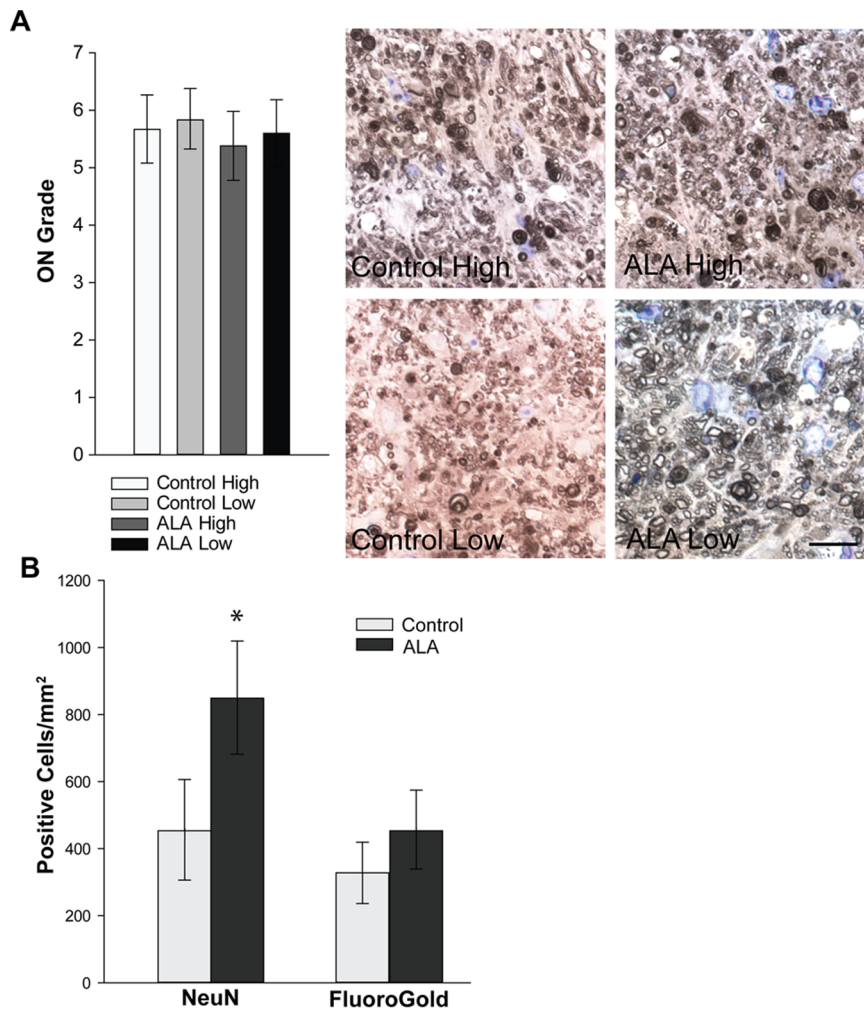 A
7
6
5
4
3
2
1
0
ON Grade
Control High
Control Low
ALA High
ALA Low
Control High
ALA High
Control Low
ALA Low
B
1200
1000
800
600
400
200
0
Positive Cells/mm²
*
Control
ALA
NeuN
FluoroGold